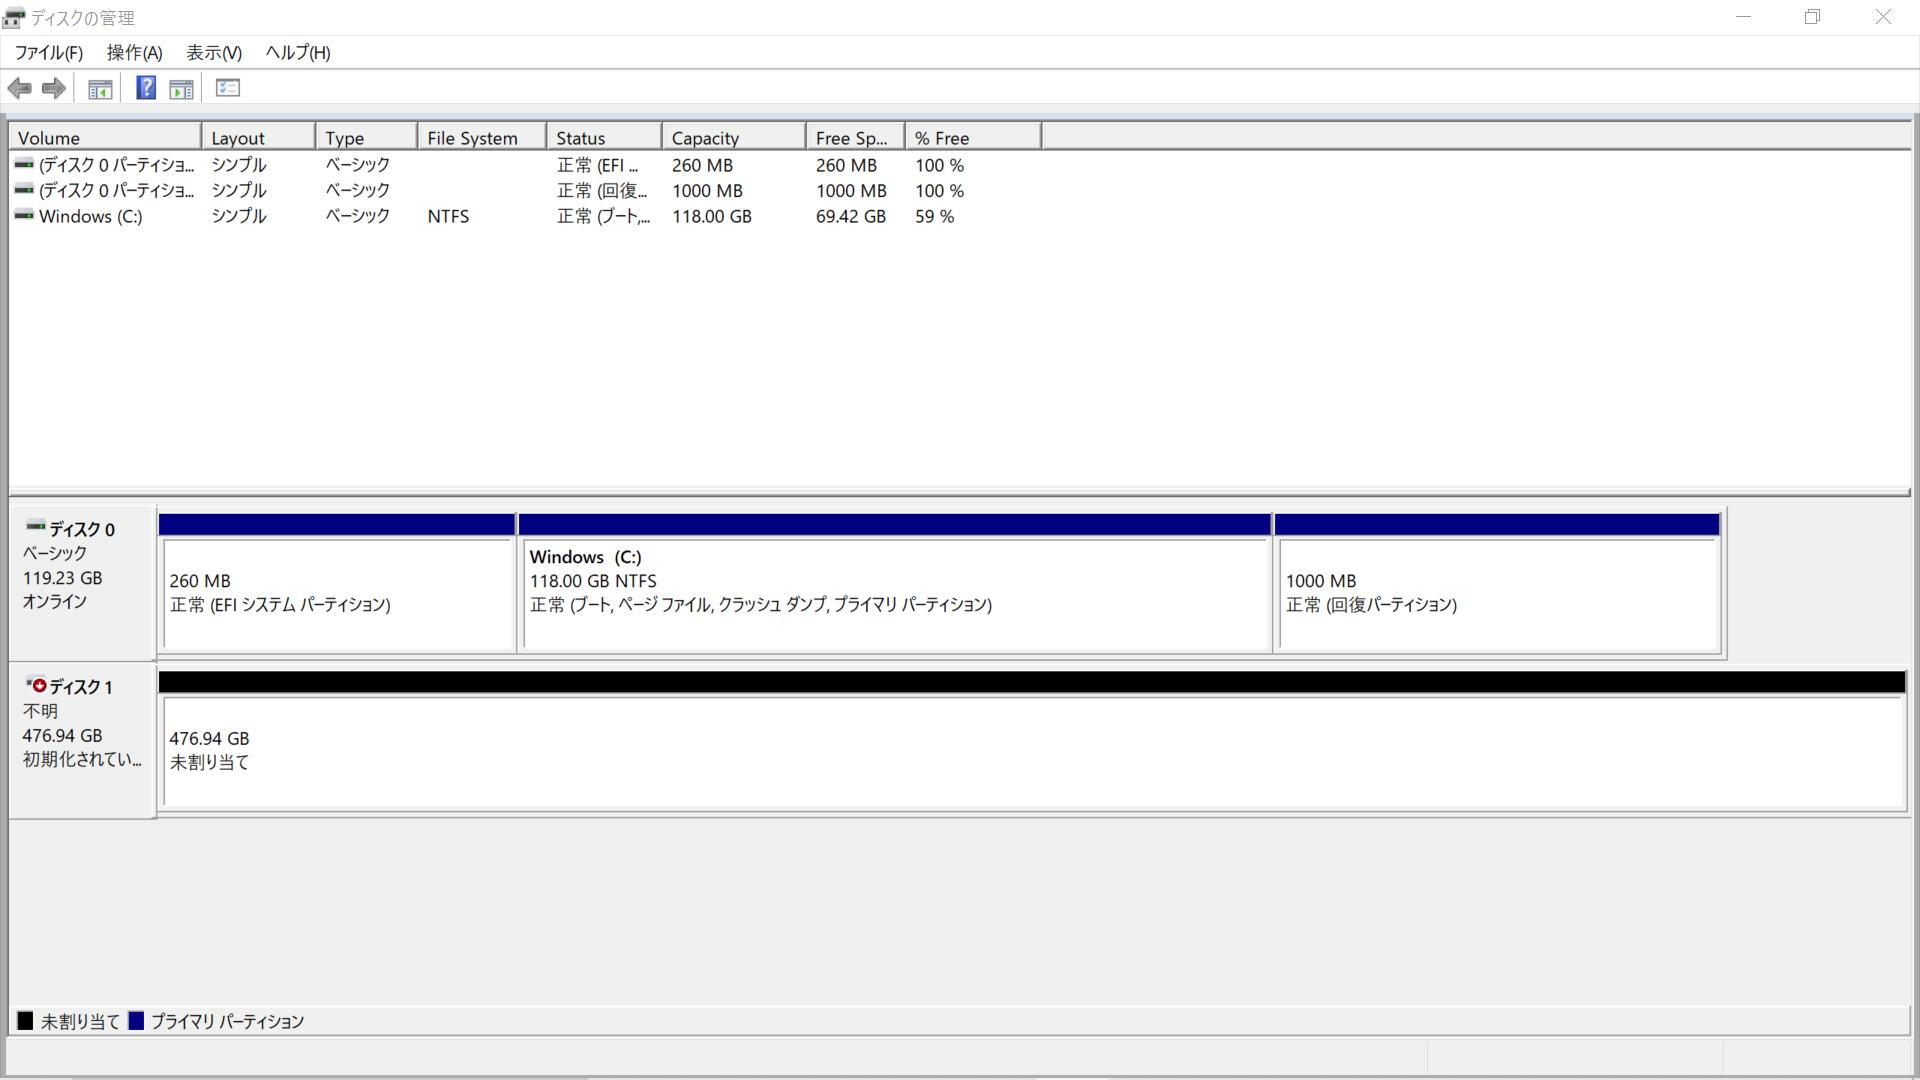 ディスクの管理
ファイル(F) 操作(A) 表示(V) ヘルプ(H)
Volume Layout Type File System Status Capacity Free Sp... % Free
(ディスク 0 パーティショ... シンプル ベーシック 正常 (EFI ... 260 MB 260 MB 100 %
(ディスク 0 パーティショ... シンプル ベーシック 正常 (回復... 1000 MB 1000 MB 100 %
Windows (C:) シンプル ベーシック NTFS 正常 (ブート,... 118.00 GB 69.42 GB 59 %
ディスク 0
ベーシック
119.23 GB
オンライン
260 MB
正常 (EFI システム パーティション)
Windows (C:)
118.00 GB NTFS
正常 (ブート, ページ ファイル, クラッシュ ダンプ, プライマリ パーティション)
1000 MB
正常 (回復パーティション)
ディスク 1
不明
476.94 GB
初期化されてい...
476.94 GB
未割り当て
未割り当て プライマリ パーティション